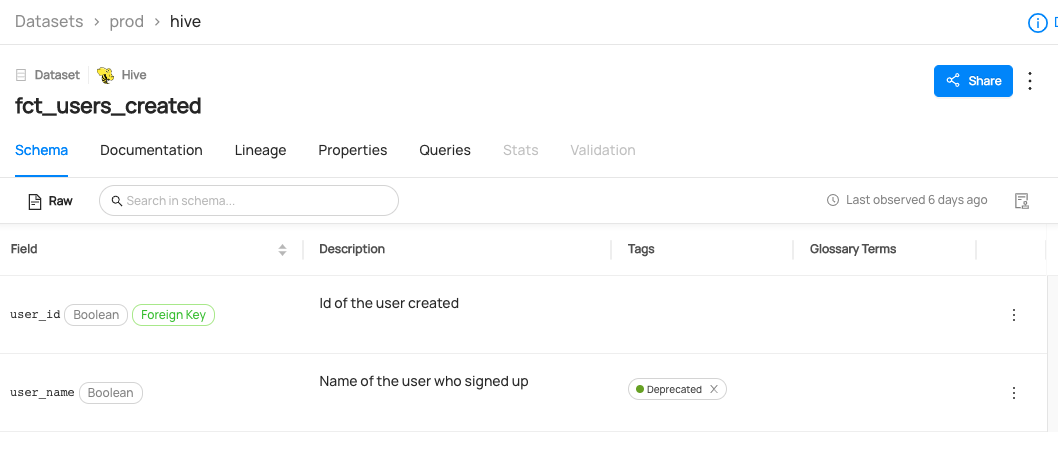 Datasets > prod > hive
Dataset Hive
Share
fct_users_created
Schema Documentation Lineage Properties Queries Stats Validation
Raw Search in schema... Last observed 6 days ago
Field Description Tags Glossary Terms
user_id Boolean Foreign Key Id of the user created
user_name Boolean Name of the user who signed up Deprecated